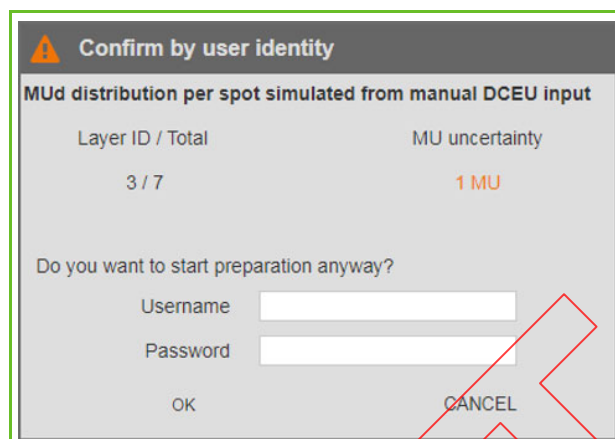 Confirm by user identity
MUd distribution per spot simulated from manual DCEU input
Layer ID / Total MU uncertainty
3 / 7 1 MU
Do you want to start preparation anyway?
Username
Password
OK CANCEL